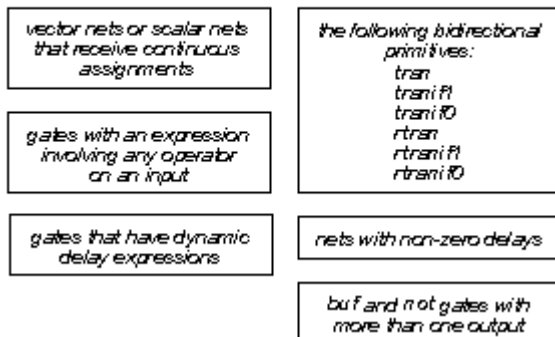 vector nets or scalar nets
that receive continuous
assignments
gates with an expression
involving any operator
on an input
gates that have dynamic
delay expressions
the following bidirectional
primitives:
tran
tranif1
tranif0
rtran
rtranif1
rtranif0
nets with non-zero delays
buf and not gates with
more than one output